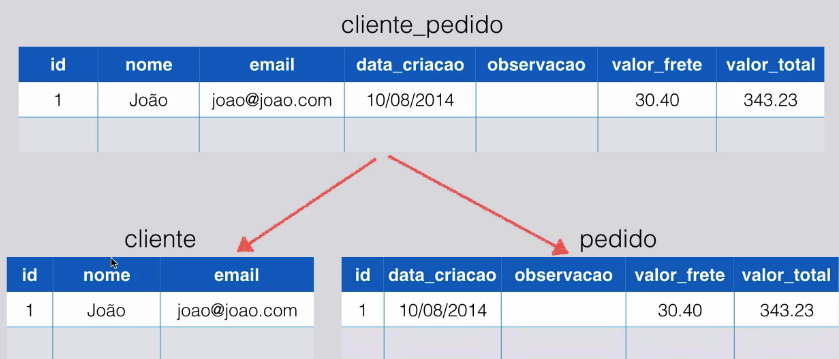 cliente_pedido
id nome email data_criacao observacao valor_frete valor_total
1 João joao@joao.com 10/08/2014 30.40 343.23
cliente
id nome email
1 João joao@joao.com
pedido
id data_criacao observacao valor_frete valor_total
1 10/08/2014 30.40 343.23